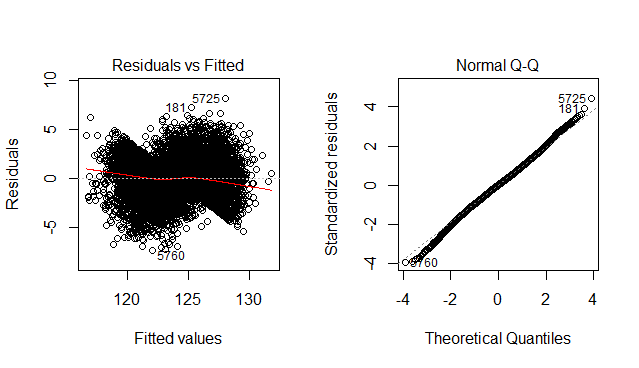 Residuals vs Fitted
Residuals
10
5
0
-5
5725
181
5760
120 125 130
Fitted values
Normal Q-Q
Standardized residuals
4
2
0
-2
-4
5725
181
5760
-4 -2 0 2 4
Theoretical Quantiles